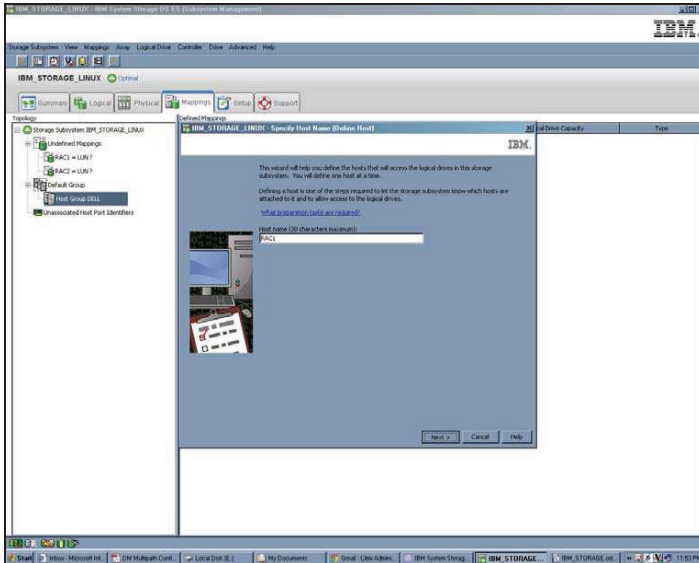 IBM_STORAGE_LINUX - IBM System Storage DS ES (Subsystem Management)
IBM.
Storage Subsystem View Mappings Array Logical Drive Controller Drive Advanced Help
IBM_STORAGE_LINUX Optimal
Summary Logical Physical Mappings Setup Support
Topology
Defined Mappings
Storage Subsystem IBM_STORAGE_LINUX
Undefined Mappings
RAC1 = LUN ?
RAC2 = LUN ?
Default Group
Host Group DELL
Unassociated Host Port Identifiers
al Drive Capacity Type
IBM_STORAGE_LINUX - Specify Host Name (Define Host)
IBM.
This wizard will help you define the hosts that will access the logical drives in this storage
subsystem. You will define one host at a time.
Defining a host is one of the steps required to let the storage subsystem know which hosts are
attached to it and to allow access to the logical drives.
What preparation tasks are required?
Host name (30 characters maximum):
RAC1
Next > Cancel Help
Start Inbox - Microsoft Int... DM Multipath Confi... Local Disk (E:) My Documents Gmail - Citrix Admin... IBM System Storag... IBM_STORAGE... IBM_STORAGE.od... 11:53 PM